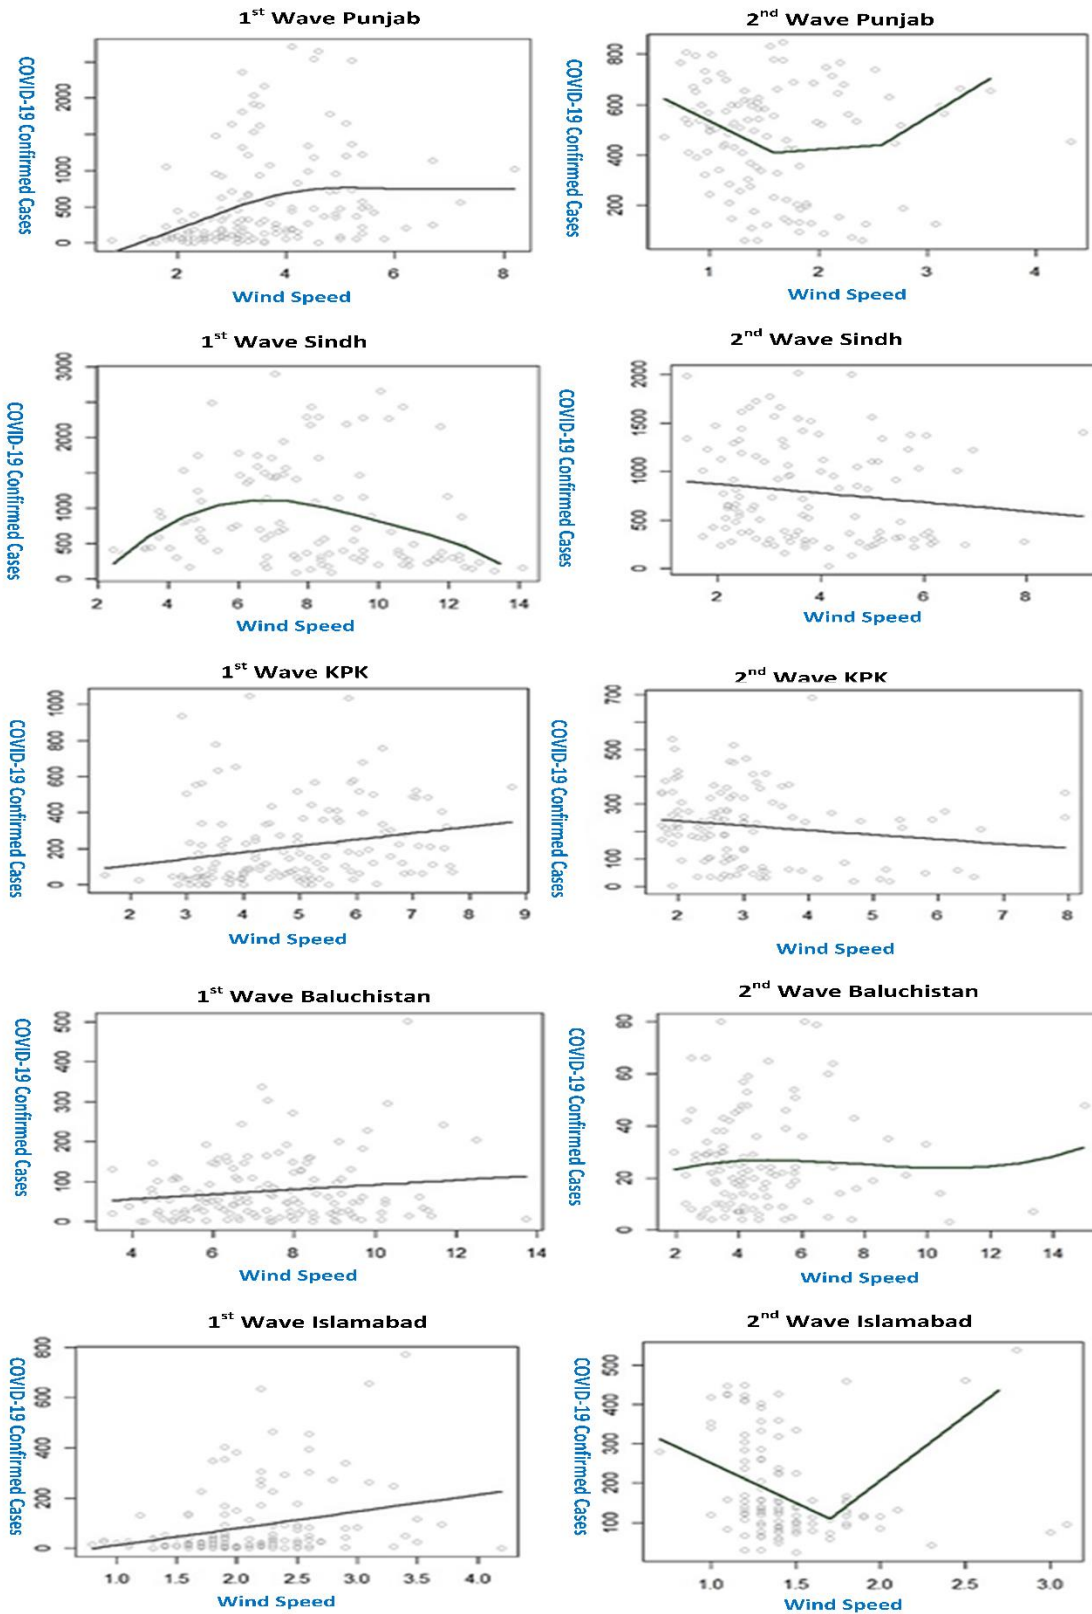 1st Wave Punjab
COVID-19 Confirmed Cases
0 500 1000 2000
2 4 6 8
Wind Speed
2nd Wave Punjab
COVID-19 Confirmed Cases
200 400 600 800
1 2 3 4
Wind Speed
1st Wave Sindh
COVID-19 Confirmed Cases
0 500 1000 2000 3000
2 4 6 8 10 12 14
Wind Speed
2nd Wave Sindh
COVID-19 Confirmed Cases
0 500 1000 1500 2000
2 4 6 8
Wind Speed
1st Wave KPK
COVID-19 Confirmed Cases
0 200 400 600 800 1000
2 3 4 5 6 7 8 9
Wind Speed
2nd Wave KPK
COVID-19 Confirmed Cases
0 100 300 500 700
2 3 4 5 6 7 8
Wind Speed
1st Wave Baluchistan
COVID-19 Confirmed Cases
0 100 200 300 400 500
4 6 8 10 12 14
Wind Speed
2nd Wave Baluchistan
COVID-19 Confirmed Cases
0 20 40 60 80
2 4 6 8 10 12 14
Wind Speed
1st Wave Islamabad
COVID-19 Confirmed Cases
0 200 400 600 800
1.0 1.5 2.0 2.5 3.0 3.5 4.0
Wind Speed
2nd Wave Islamabad
COVID-19 Confirmed Cases
100 200 300 400 500
1.0 1.5 2.0 2.5 3.0
Wind Speed